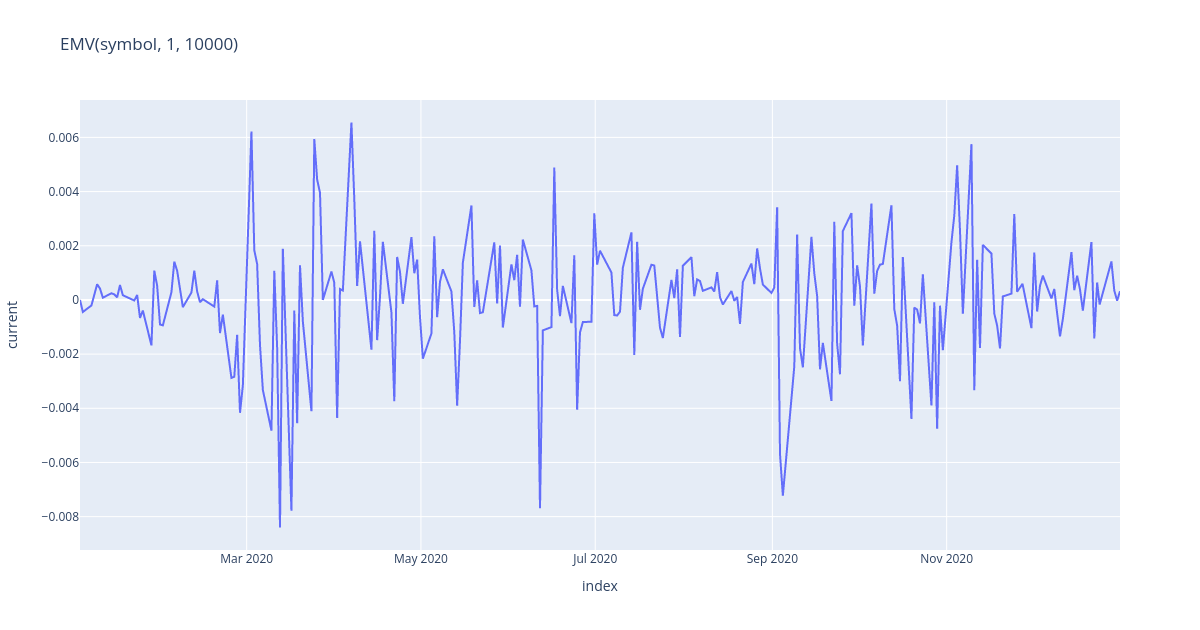 EMV(symbol, 1, 10000)
0.006
0.004
0.002
0
−0.002
−0.004
−0.006
−0.008
current
Mar 2020
May 2020
Jul 2020
Sep 2020
Nov 2020
index